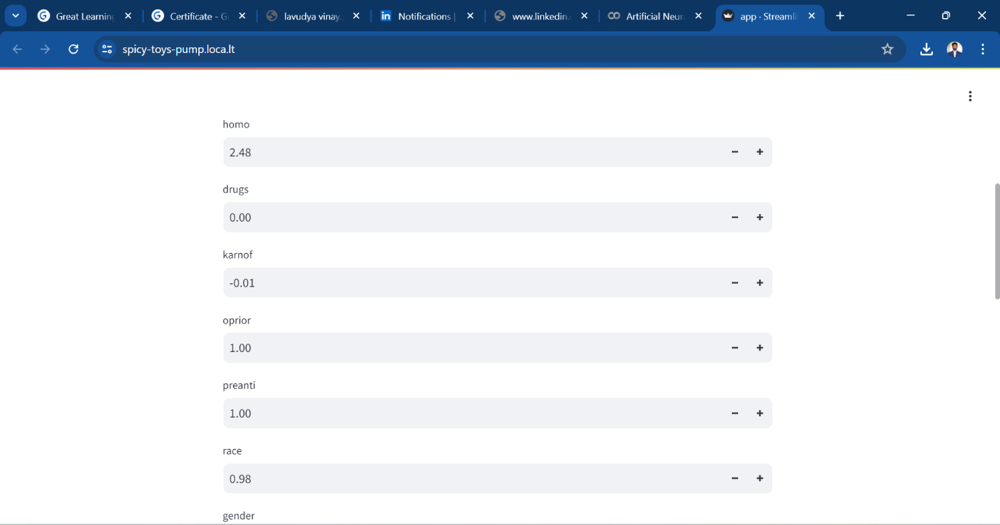 Great Learning
Certificate - G
lavudya vinay.
Notifications |
www.linkedin.
Artificial Neur
app · Streamli
spicy-toys-pump.loca.lt
homo
2.48
drugs
0.00
karnof
-0.01
oprior
1.00
preanti
1.00
race
0.98
gender